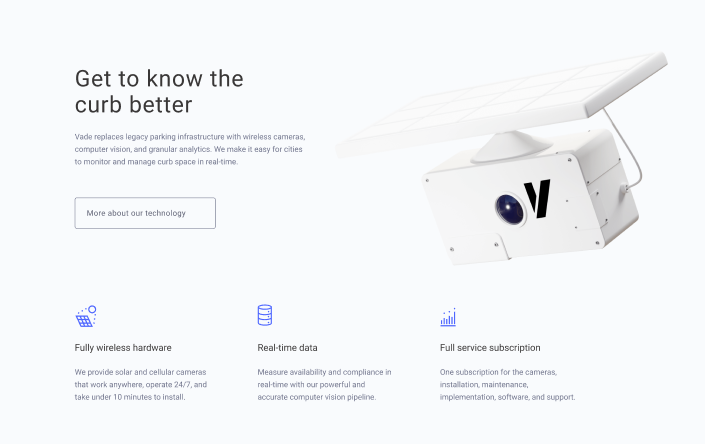 Get to know the
curb better
Vade replaces legacy parking infrastructure with wireless cameras,
computer vision, and granular analytics. We make it easy for cities
to monitor and manage curb space in real-time.
V
More about our technology
Fully wireless hardware
We provide solar and cellular cameras
that work anywhere, operate 24/7, and
take under 10 minutes to install.
Real-time data
Measure availability and compliance in
real-time with our powerful and
accurate computer vision pipeline.
Full service subscription
One subscription for the cameras,
installation, maintenance,
implementation, software, and support.